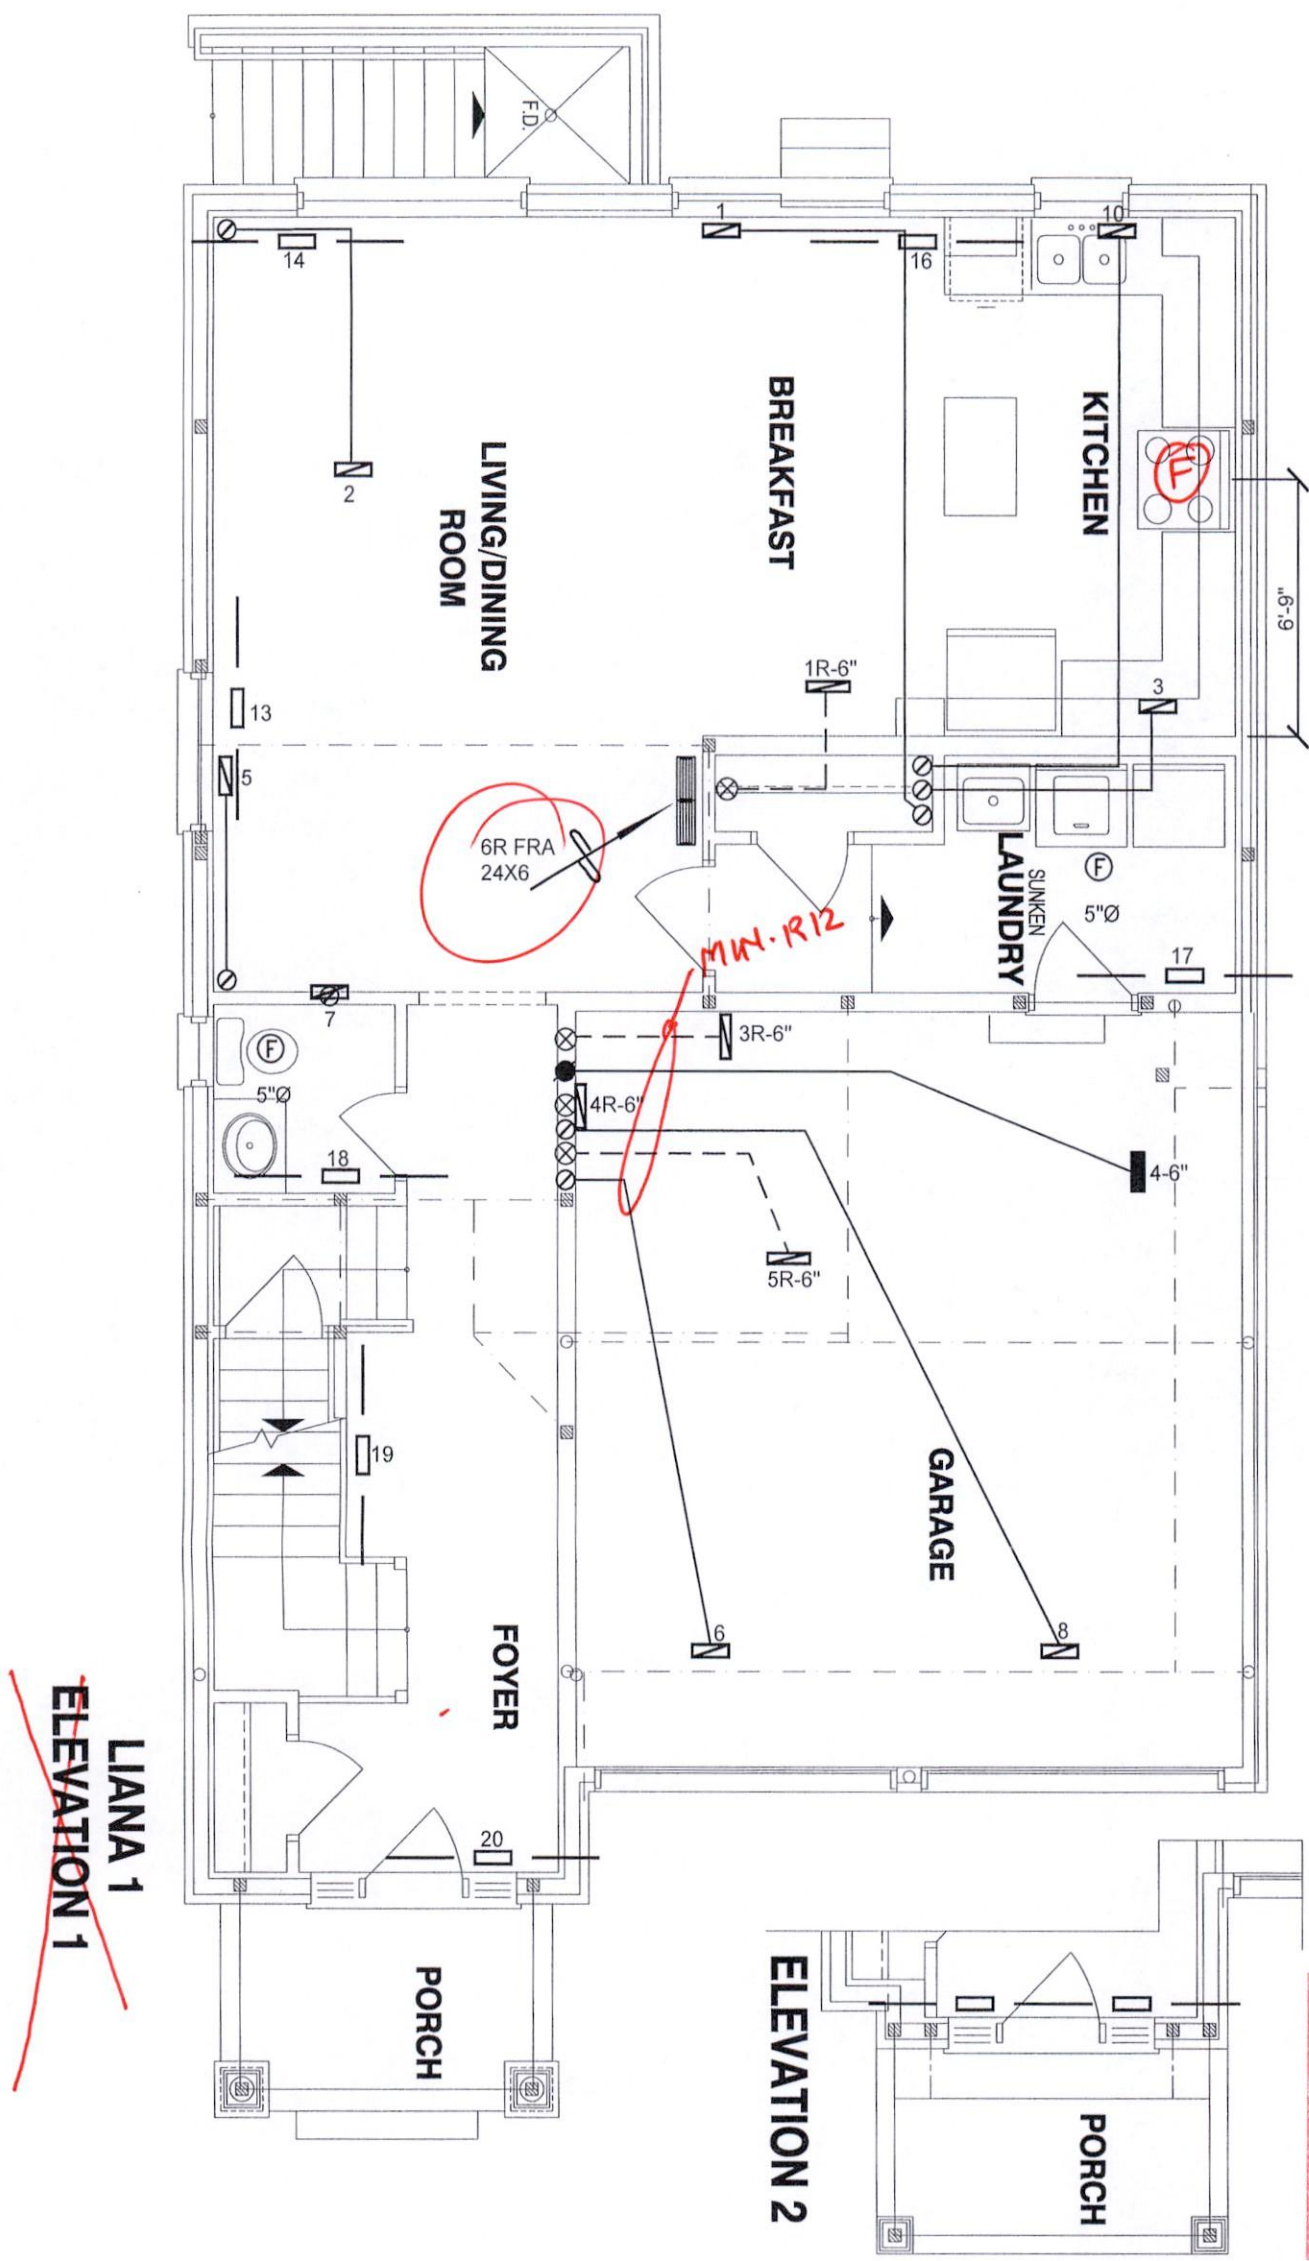 F.D.
14
1
16
10
2
LIVING/DINING
ROOM
BREAKFAST
KITCHEN
F
6'-9"
1R-6"
3
13
5
6R FRA
24X6
SUNKEN
LAUNDRY
F
5"Ø
17
MIN. R12
7
F
5"Ø
18
3R-6"
4R-6"
5R-6"
4-6"
19
GARAGE
FOYER
6
8
20
PORCH
LIANA 1
ELEVATION 1
ELEVATION 2
PORCH